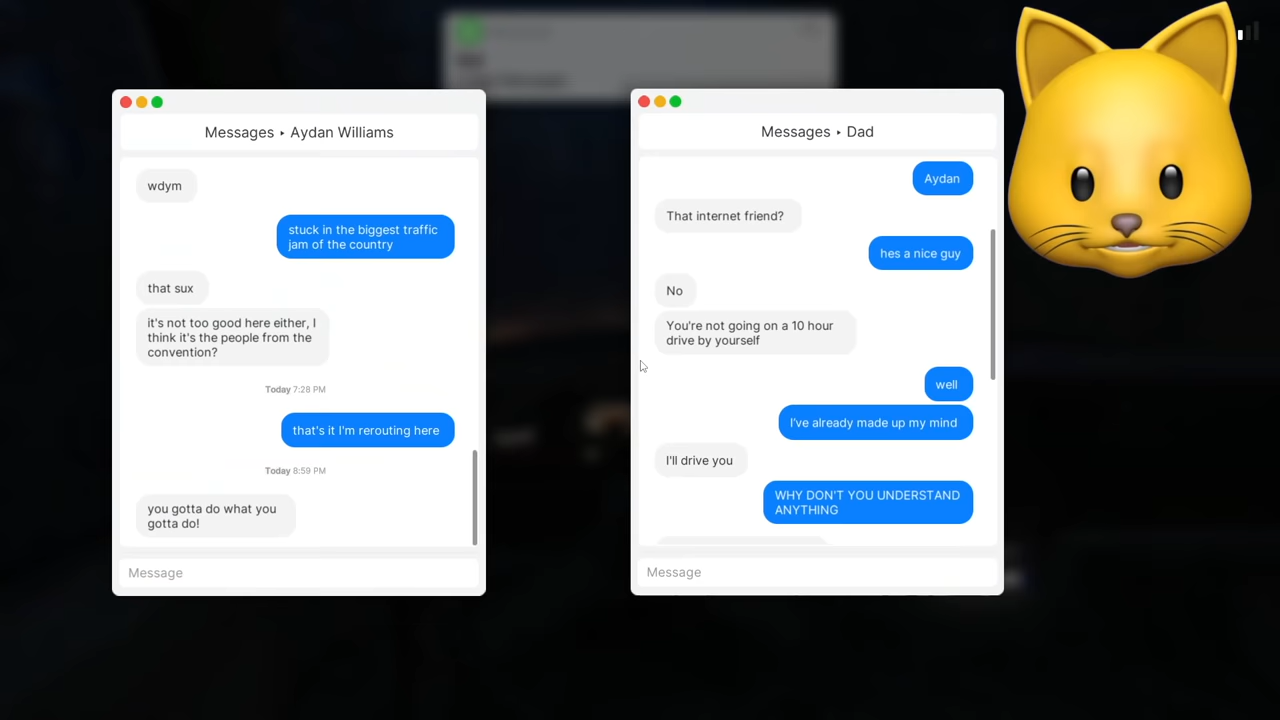 Messages ▸ Aydan Williams
wdym
stuck in the biggest traffic
jam of the country
that sux
it's not too good here either, I
think it's the people from the
convention?
Today 7:28 PM
that's it I'm rerouting here
Today 8:59 PM
you gotta do what you
gotta do!
Message
Messages ▸ Dad
Aydan
That internet friend?
hes a nice guy
No
You're not going on a 10 hour
drive by yourself
well
I've already made up my mind
I'll drive you
WHY DON'T YOU UNDERSTAND
ANYTHING
Message